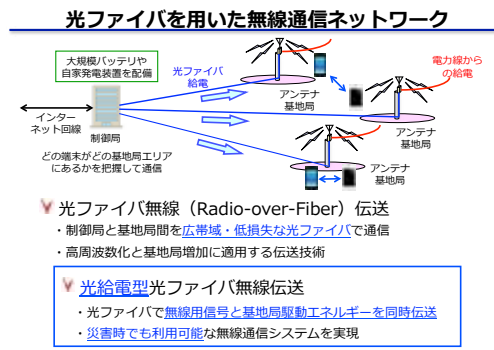 光ファイバを用いた無線通信ネットワーク
大規模バッテリや
自家発電装置を配備
光ファイバ
給電
電力線から
の給電
アンテナ
基地局
インター
ネット回線
制御局
アンテナ
基地局
どの端末がどの基地局エリア
にあるかを把握して通信
アンテナ
基地局
光ファイバ無線（Radio-over-Fiber）伝送
・制御局と基地局間を広帯域・低損失な光ファイバで通信
・高周波数化と基地局増加に適用する伝送技術
光給電型光ファイバ無線伝送
・光ファイバで無線用信号と基地局駆動エネルギーを同時伝送
・災害時でも利用可能な無線通信システムを実現